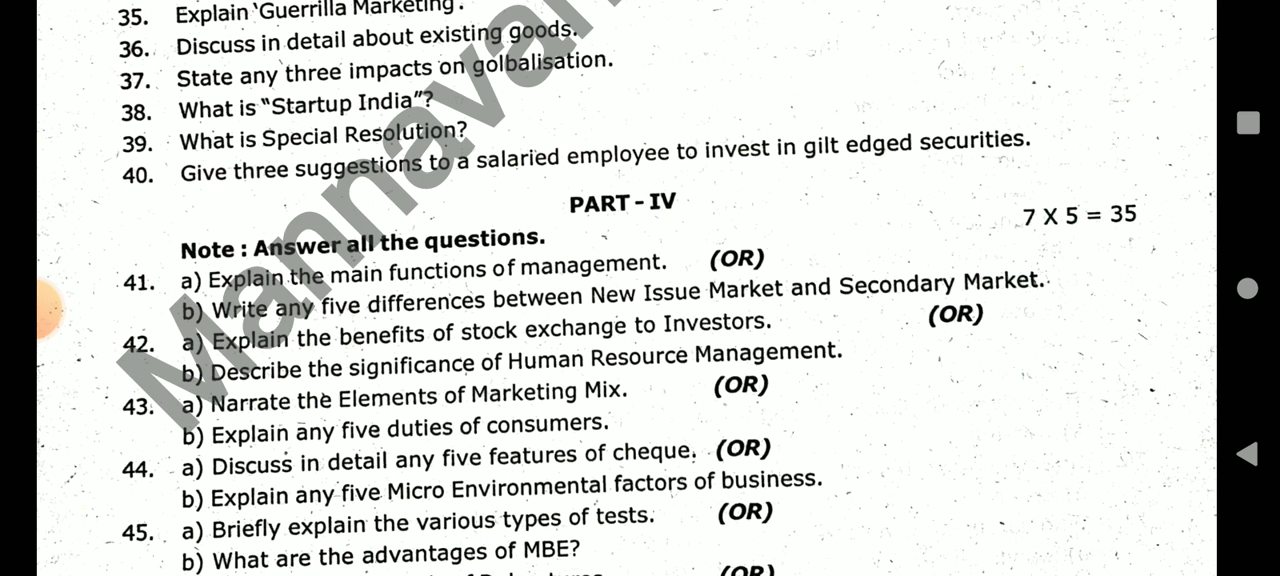 35. Explain 'Guerrilla Marketing'.
36. Discuss in detail about existing goods.
37. State any three impacts on golbalisation.
38. What is "Startup India"?
39. What is Special Resolution?
40. Give three suggestions to a salaried employee to invest in gilt edged securities.
PART - IV
Note : Answer all the questions. 7 X 5 = 35
41. a) Explain the main functions of management. (OR)
b) Write any five differences between New Issue Market and Secondary Market.
42. a) Explain the benefits of stock exchange to Investors. (OR)
b) Describe the significance of Human Resource Management.
43. a) Narrate the Elements of Marketing Mix. (OR)
b) Explain any five duties of consumers.
44. a) Discuss in detail any five features of cheque. (OR)
b) Explain any five Micro Environmental factors of business.
45. a) Briefly explain the various types of tests. (OR)
b) What are the advantages of MBE?
(OR)
Mannavan